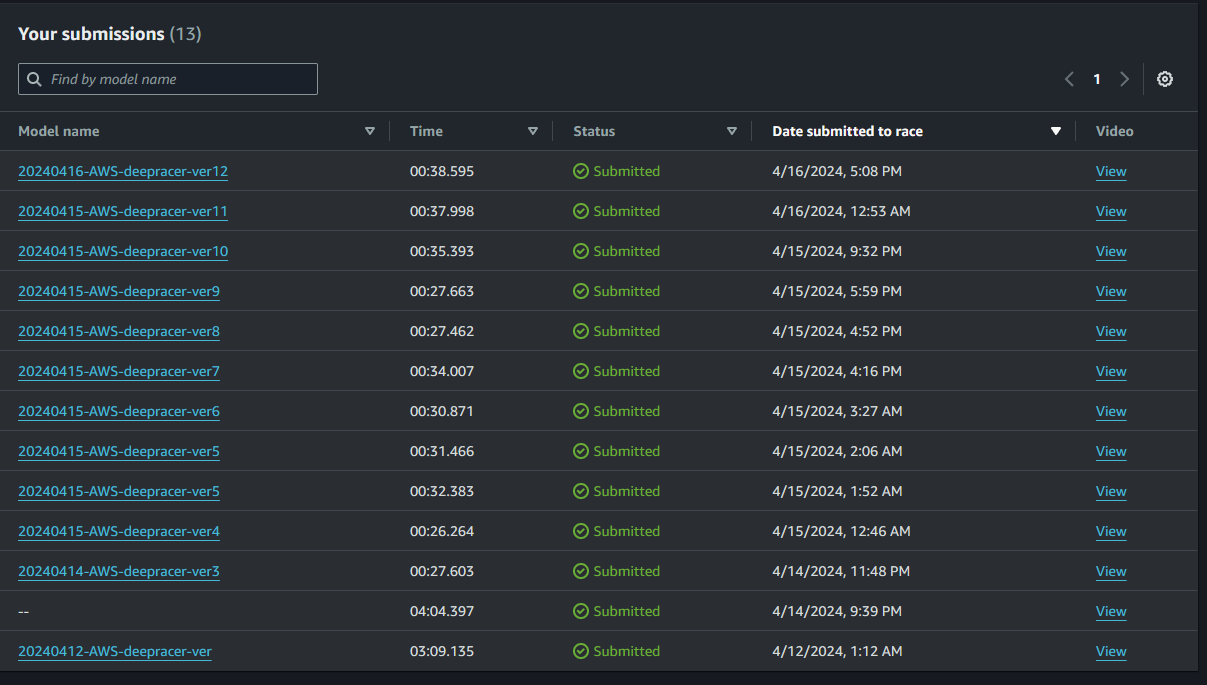 Your submissions (13)
Find by model name
1
Model name Time Status Date submitted to race Video
20240416-AWS-deepracer-ver12 00:38.595 Submitted 4/16/2024, 5:08 PM View
20240415-AWS-deepracer-ver11 00:37.998 Submitted 4/16/2024, 12:53 AM View
20240415-AWS-deepracer-ver10 00:35.393 Submitted 4/15/2024, 9:32 PM View
20240415-AWS-deepracer-ver9 00:27.663 Submitted 4/15/2024, 5:59 PM View
20240415-AWS-deepracer-ver8 00:27.462 Submitted 4/15/2024, 4:52 PM View
20240415-AWS-deepracer-ver7 00:34.007 Submitted 4/15/2024, 4:16 PM View
20240415-AWS-deepracer-ver6 00:30.871 Submitted 4/15/2024, 3:27 AM View
20240415-AWS-deepracer-ver5 00:31.466 Submitted 4/15/2024, 2:06 AM View
20240415-AWS-deepracer-ver5 00:32.383 Submitted 4/15/2024, 1:52 AM View
20240415-AWS-deepracer-ver4 00:26.264 Submitted 4/15/2024, 12:46 AM View
20240414-AWS-deepracer-ver3 00:27.603 Submitted 4/14/2024, 11:48 PM View
-- 04:04.397 Submitted 4/14/2024, 9:39 PM View
20240412-AWS-deepracer-ver 03:09.135 Submitted 4/12/2024, 1:12 AM View